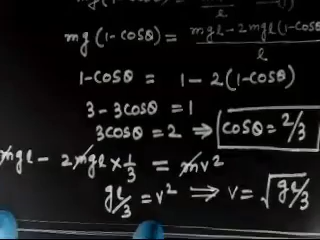 mg(1-cosθ) = mgl-2mgl(1-cosθ / l
1-cosθ = 1-2(1-cosθ)
3-3cosθ = 1
3cosθ = 2 ⇒ cosθ = 2/3
mgl - 2mgl × 1/3 = mv²
gl/3 = v² ⇒ v = √gl/3